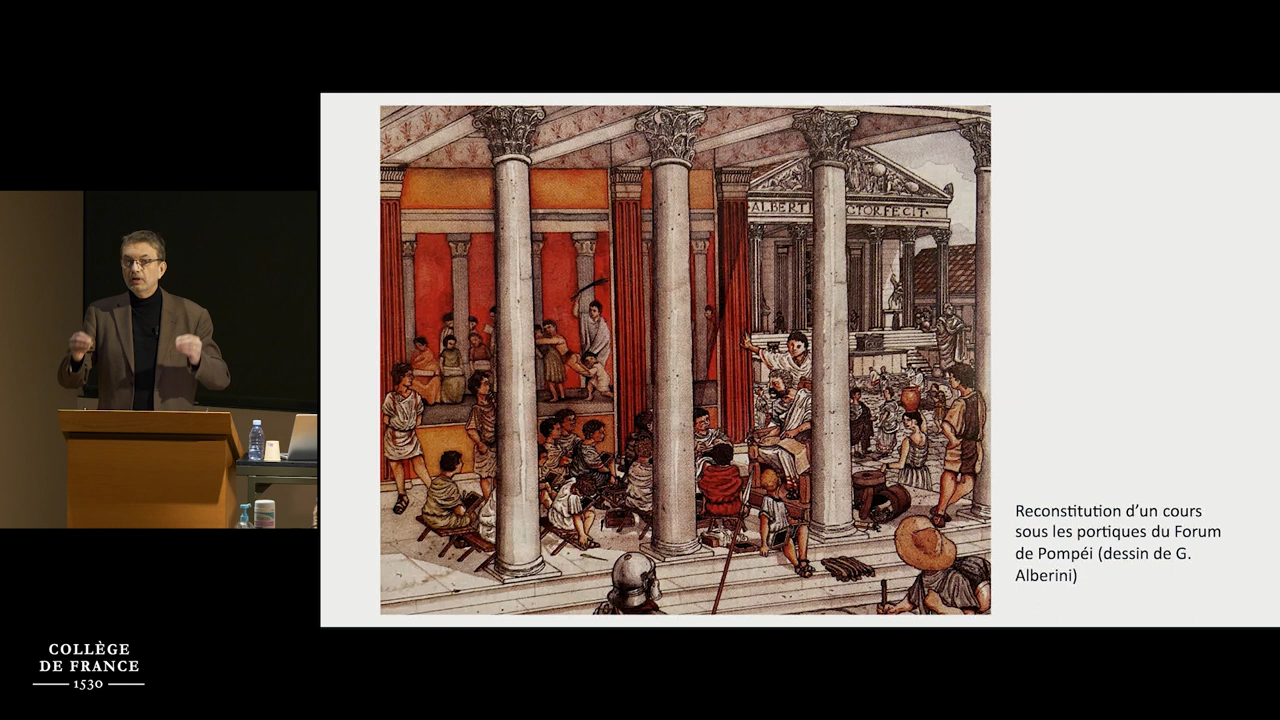 ALBERT CTOR FECIT.
Reconstitution d'un cours
sous les portiques du Forum
de Pompéi (dessin de G.
Alberini)
COLLÈGE
DE FRANCE
1530